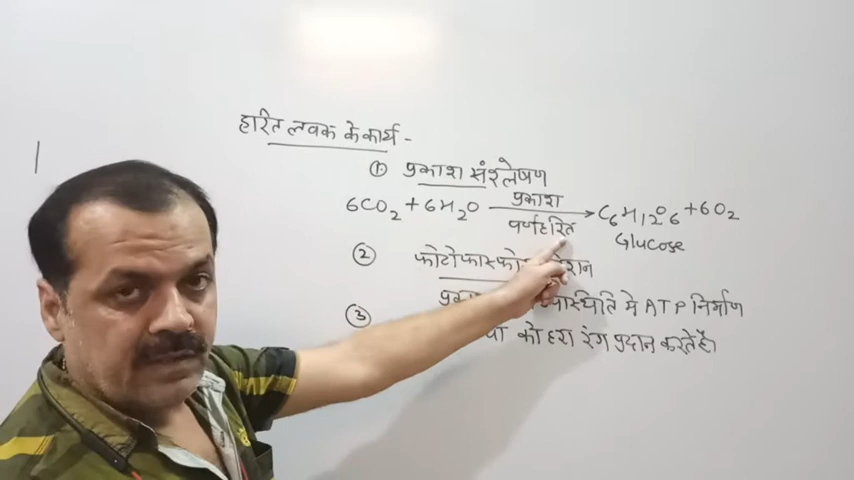 हरित लवक के कार्य -
① प्रकाश संश्लेषण
6CO2 + 6H2O प्रकाश पर्णहरित → C6H12O6 + 6O2
Glucose
②
की उपस्थिति में ATP निर्माण
③ को हरा रंग प्रदान करते हैं।